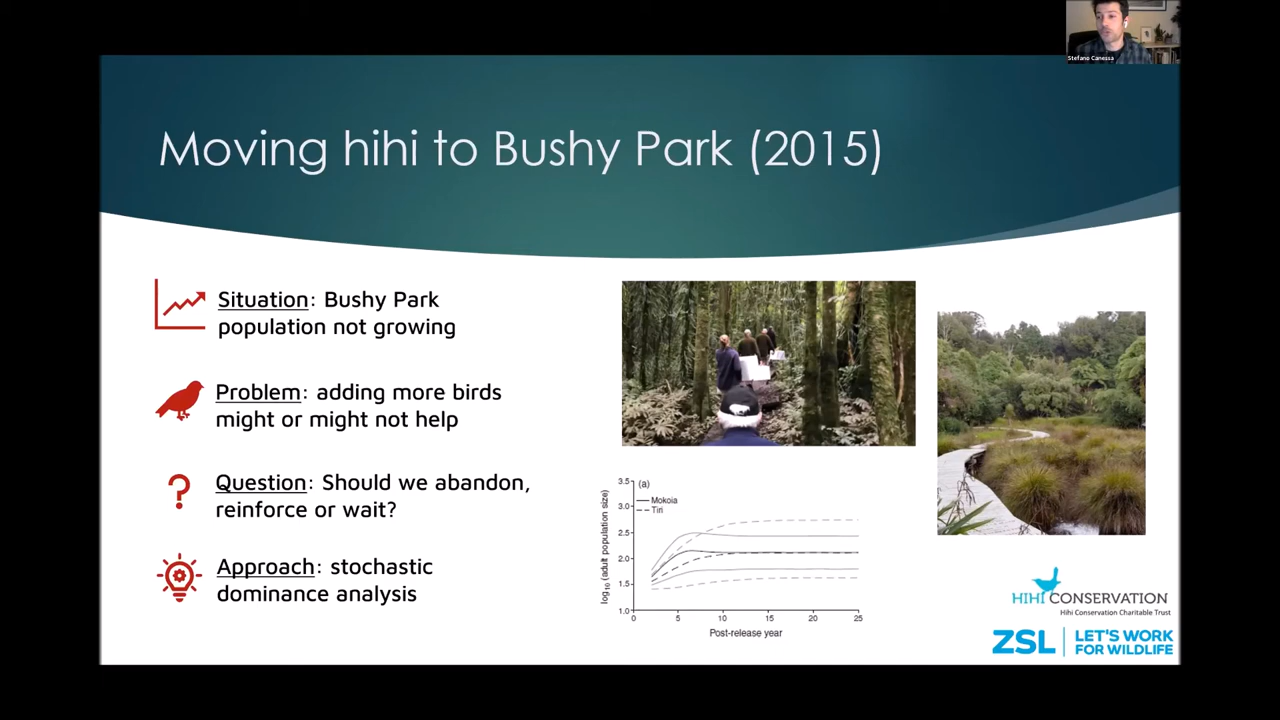 Stefano Canessa
Moving hihi to Bushy Park (2015)
Situation: Bushy Park
population not growing
Problem: adding more birds
might or might not help
Question: Should we abandon,
reinforce or wait?
Approach: stochastic
dominance analysis
(a)
Mokoia
Tiri
log10 (adult population size)
3.5
3.0
2.5
2.0
1.5
1.0
0 5 10 15 20 25
Post-release year
HIHI CONSERVATION
Hihi Conservation Charitable Trust
ZSL
LET'S WORK
FOR WILDLIFE